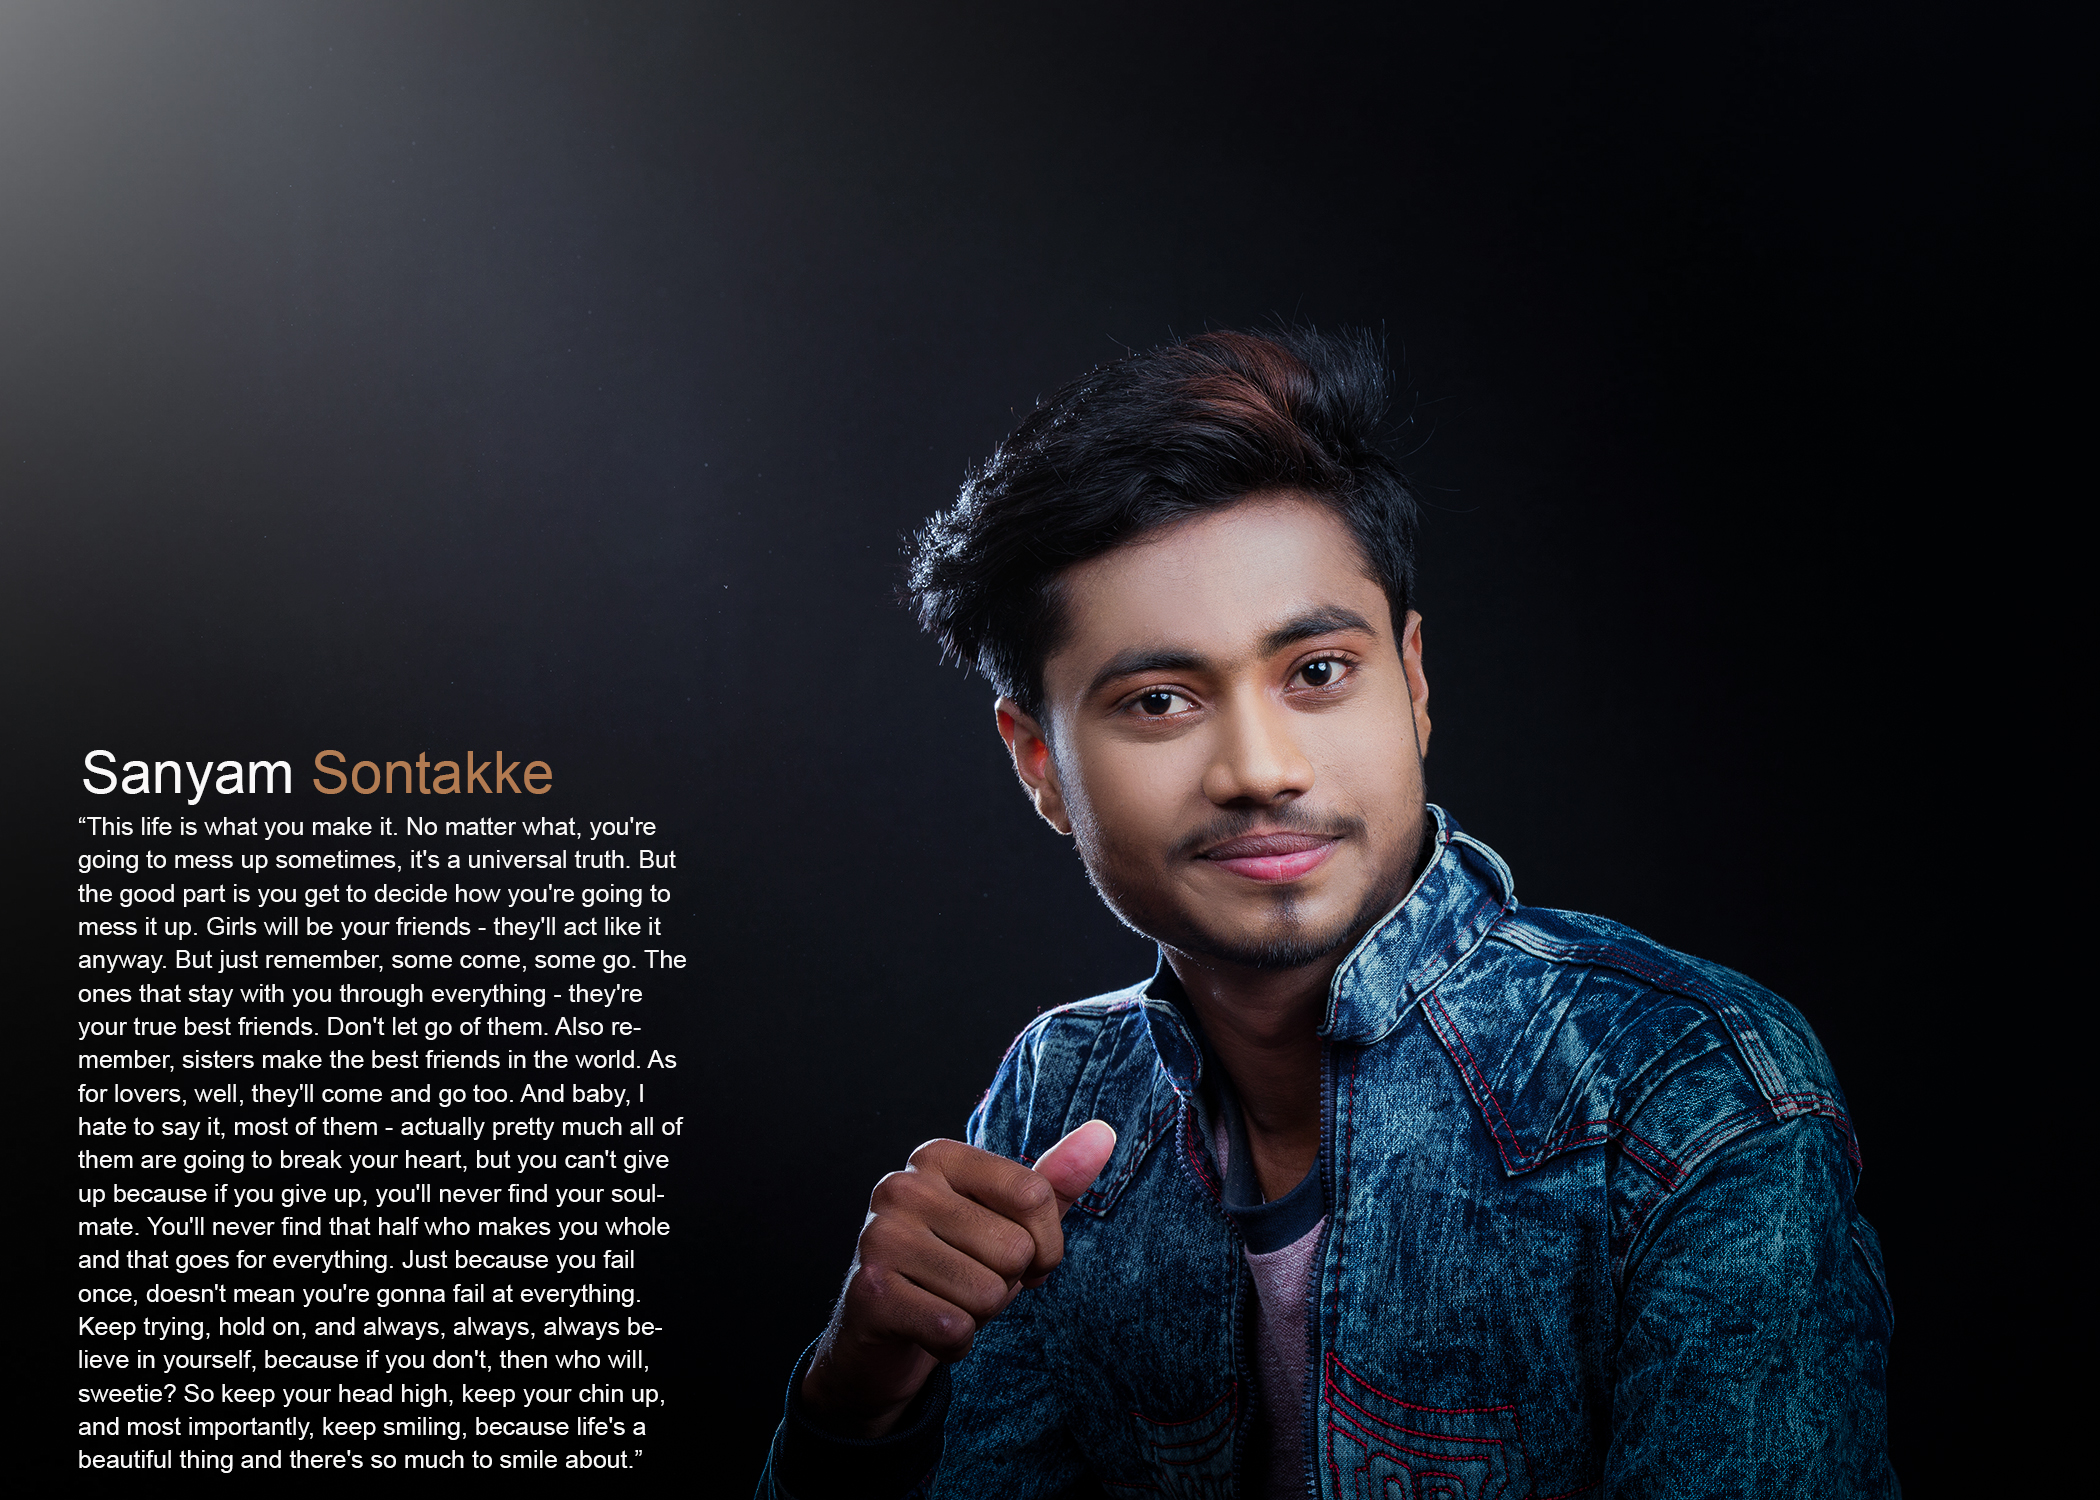 Sanyam Sontakke
“This life is what you make it. No matter what, you're
going to mess up sometimes, it's a universal truth. But
the good part is you get to decide how you're going to
mess it up. Girls will be your friends - they'll act like it
anyway. But just remember, some come, some go. The
ones that stay with you through everything - they're
your true best friends. Don't let go of them. Also re-
member, sisters make the best friends in the world. As
for lovers, well, they'll come and go too. And baby, I
hate to say it, most of them - actually pretty much all of
them are going to break your heart, but you can't give
up because if you give up, you'll never find your soul-
mate. You'll never find that half who makes you whole
and that goes for everything. Just because you fail
once, doesn't mean you're gonna fail at everything.
Keep trying, hold on, and always, always, always be-
lieve in yourself, because if you don't, then who will,
sweetie? So keep your head high, keep your chin up,
and most importantly, keep smiling, because life's a
beautiful thing and there's so much to smile about.”